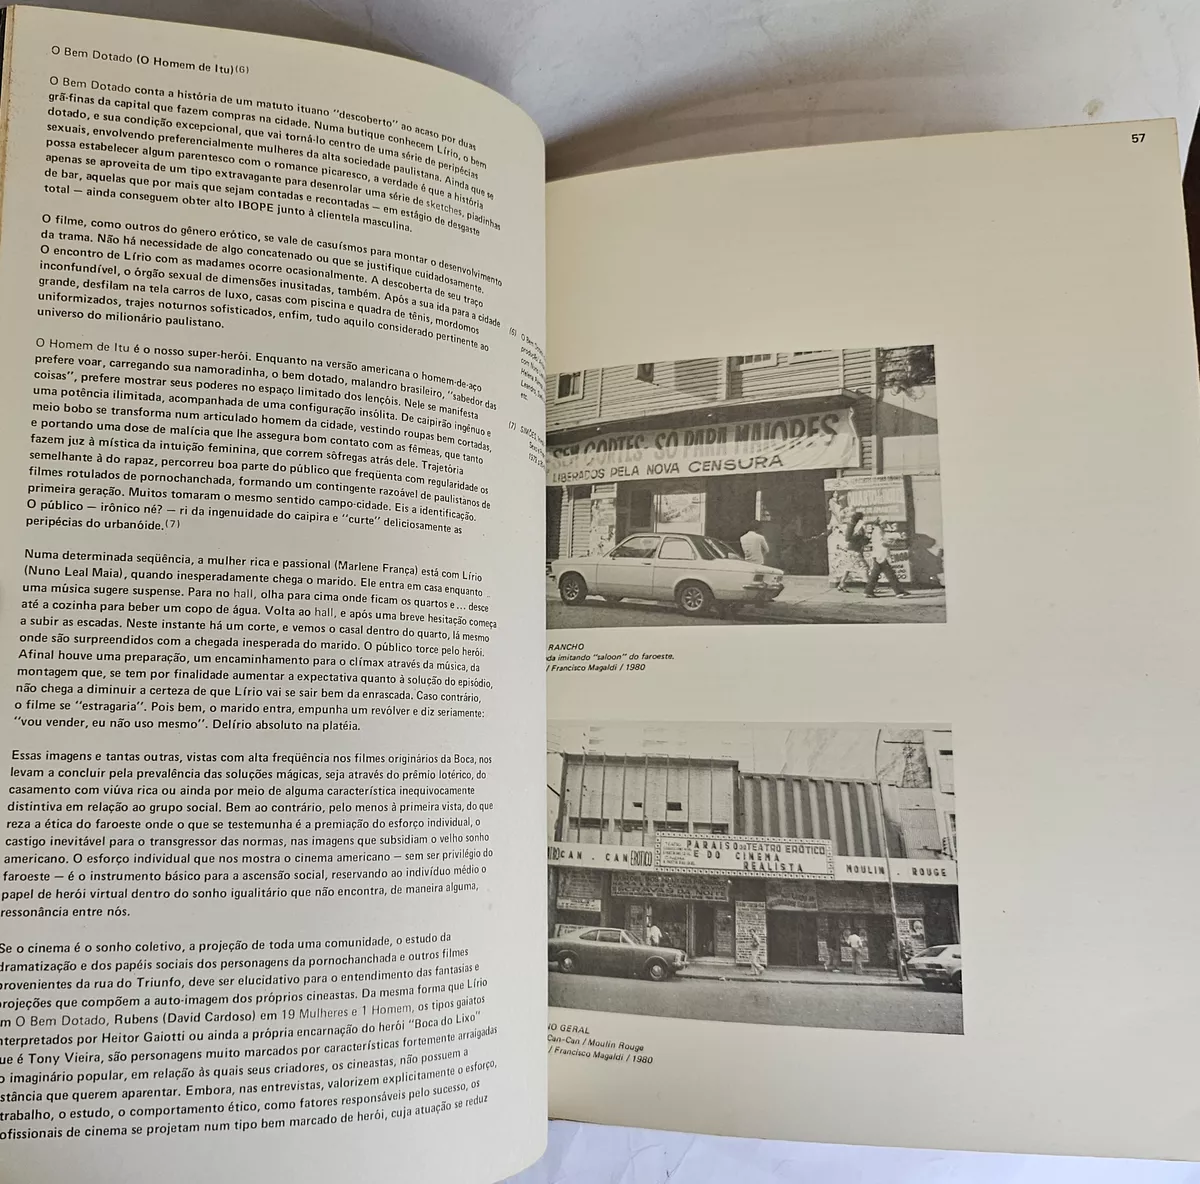 O Bem Dotado (O Homem de Itu)(6)
O Bem Dotado conta a história de um matuto ituano "descoberto" ao acaso por duas
grã-finas da capital que fazem compras na cidade. Numa butique conhecem Lírio, o bem
dotado, e sua condição excepcional, que vai torná-lo centro de uma série de peripécias
sexuais, envolvendo preferencialmente mulheres da alta sociedade paulistana. Ainda que se
possa estabelecer algum parentesco com o romance picaresco, a verdade é que a história
apenas se aproveita de um tipo extravagante para desenrolar uma série de sketches, piadinhas
de bar, aquelas que por mais que sejam contadas e recontadas — em estágio de desgaste
total — ainda conseguem obter alto IBOPE junto à clientela masculina.
O filme, como outros do gênero erótico, se vale de casuísmos para montar o desenvolvimento
da trama. Não há necessidade de algo concatenado ou que se justifique cuidadosamente.
O encontro de Lírio com as madames ocorre ocasionalmente. A descoberta de seu traço
inconfundível, o órgão sexual de dimensões inusitadas, também. Após a sua ida para a cidade
grande, desfilam na tela carros de luxo, casas com piscina e quadra de tênis, mordomos
uniformizados, trajes noturnos sofisticados, enfim, tudo aquilo considerado pertinente ao
universo do milionário paulistano.
O Homem de Itu é o nosso super-herói. Enquanto na versão americana o homem-de-aço
prefere voar, carregando sua namoradinha, o bem dotado, malandro brasileiro, "sabedor das
coisas", prefere mostrar seus poderes no espaço limitado dos lençóis. Nele se manifesta
uma potência ilimitada, acompanhada de uma configuração insólita. De caipirão ingênuo e
meio bobo se transforma num articulado homem da cidade, vestindo roupas bem cortadas,
e portando uma dose de malícia que lhe assegura bom contato com as fêmeas, que tanto
fazem juz à mística da intuição feminina, que correm sôfregas atrás dele. Trajetória
semelhante à do rapaz, percorreu boa parte do público que freqüenta com regularidade os
filmes rotulados de pornochanchada, formando um contingente razoável de paulistanos de
primeira geração. Muitos tomaram o mesmo sentido campo-cidade. Eis a identificação.
O público — irônico né? — ri da ingenuidade do caipira e "curte" deliciosamente as
peripécias do urbanóide.(7)
Numa determinada seqüência, a mulher rica e passional (Marlene França) está com Lírio
(Nuno Leal Maia), quando inesperadamente chega o marido. Ele entra em casa enquanto
uma música sugere suspense. Para no hall, olha para cima onde ficam os quartos e... desce
até a cozinha para beber um copo de água. Volta ao hall, e após uma breve hesitação começa
a subir as escadas. Neste instante há um corte, e vemos o casal dentro do quarto, lá mesmo
onde são surpreendidos com a chegada inesperada do marido. O público torce pelo herói.
Afinal houve uma preparação, um encaminhamento para o clímax através da música, da
montagem que, se tem por finalidade aumentar a expectativa quanto à solução do episódio,
não chega a diminuir a certeza de que Lírio vai se sair bem da enrascada. Caso contrário,
o filme se "estragaria". Pois bem, o marido entra, empunha um revólver e diz seriamente:
"vou vender, eu não uso mesmo". Delírio absoluto na platéia.
Essas imagens e tantas outras, vistas com alta freqüência nos filmes originários da Boca, nos
levam a concluir pela prevalência das soluções mágicas, seja através do prêmio lotérico, do
casamento com viúva rica ou ainda por meio de alguma característica inequivocamente
distintiva em relação ao grupo social. Bem ao contrário, pelo menos à primeira vista, do que
reza a ética do faroeste onde o que se testemunha é a premiação do esforço individual, o
castigo inevitável para o transgressor das normas, nas imagens que subsidiam o velho sonho
americano. O esforço individual que nos mostra o cinema americano — sem ser privilégio do
faroeste — é o instrumento básico para a ascensão social, reservando ao indivíduo médio o
papel de herói virtual dentro do sonho igualitário que não encontra, de maneira alguma,
ressonância entre nós.
Se o cinema é o sonho coletivo, a projeção de toda uma comunidade, o estudo da
dramatização e dos papéis sociais dos personagens da pornochanchada e outros filmes
provenientes da rua do Triunfo, deve ser elucidativo para o entendimento das fantasias e
rojeções que compõem a auto-imagem dos próprios cineastas. Da mesma forma que Lírio
m O Bem Dotado, Rubens (David Cardoso) em 19 Mulheres e 1 Homem, os tipos gaiatos
nterpretados por Heitor Gaiotti ou ainda a própria encarnação do herói "Boca do Lixo"
ue é Tony Vieira, são personagens muito marcados por características fortemente arraigadas
o imaginário popular, em relação às quais seus criadores, os cineastas, não possuem a
stância que querem aparentar. Embora, nas entrevistas, valorizem explicitamente o esforço,
trabalho, o estudo, o comportamento ético, como fatores responsáveis pelo sucesso, os
ofissionais de cinema se projetam num tipo bem marcado de herói, cuja atuação se reduz
(6) O Bem
produção
com Nuno
Helena
etc.
(7)
57
SEM CORTES - SÓ PARA MAIORES
LIBERADOS PELA NOVA CENSURA
RANCHO
da imitando "saloon" do faroeste.
/ Francisco Magaldi / 1980
CAN - CAN ERÓTICO
PARAISO DO TEATRO ERÓTICO
E DO CINEMA
REALISTA
MOULIN - ROUGE
ESCRAVAS DA NOITE
NO GERAL
Can-Can / Moulin Rouge
/ Francisco Magaldi / 1980